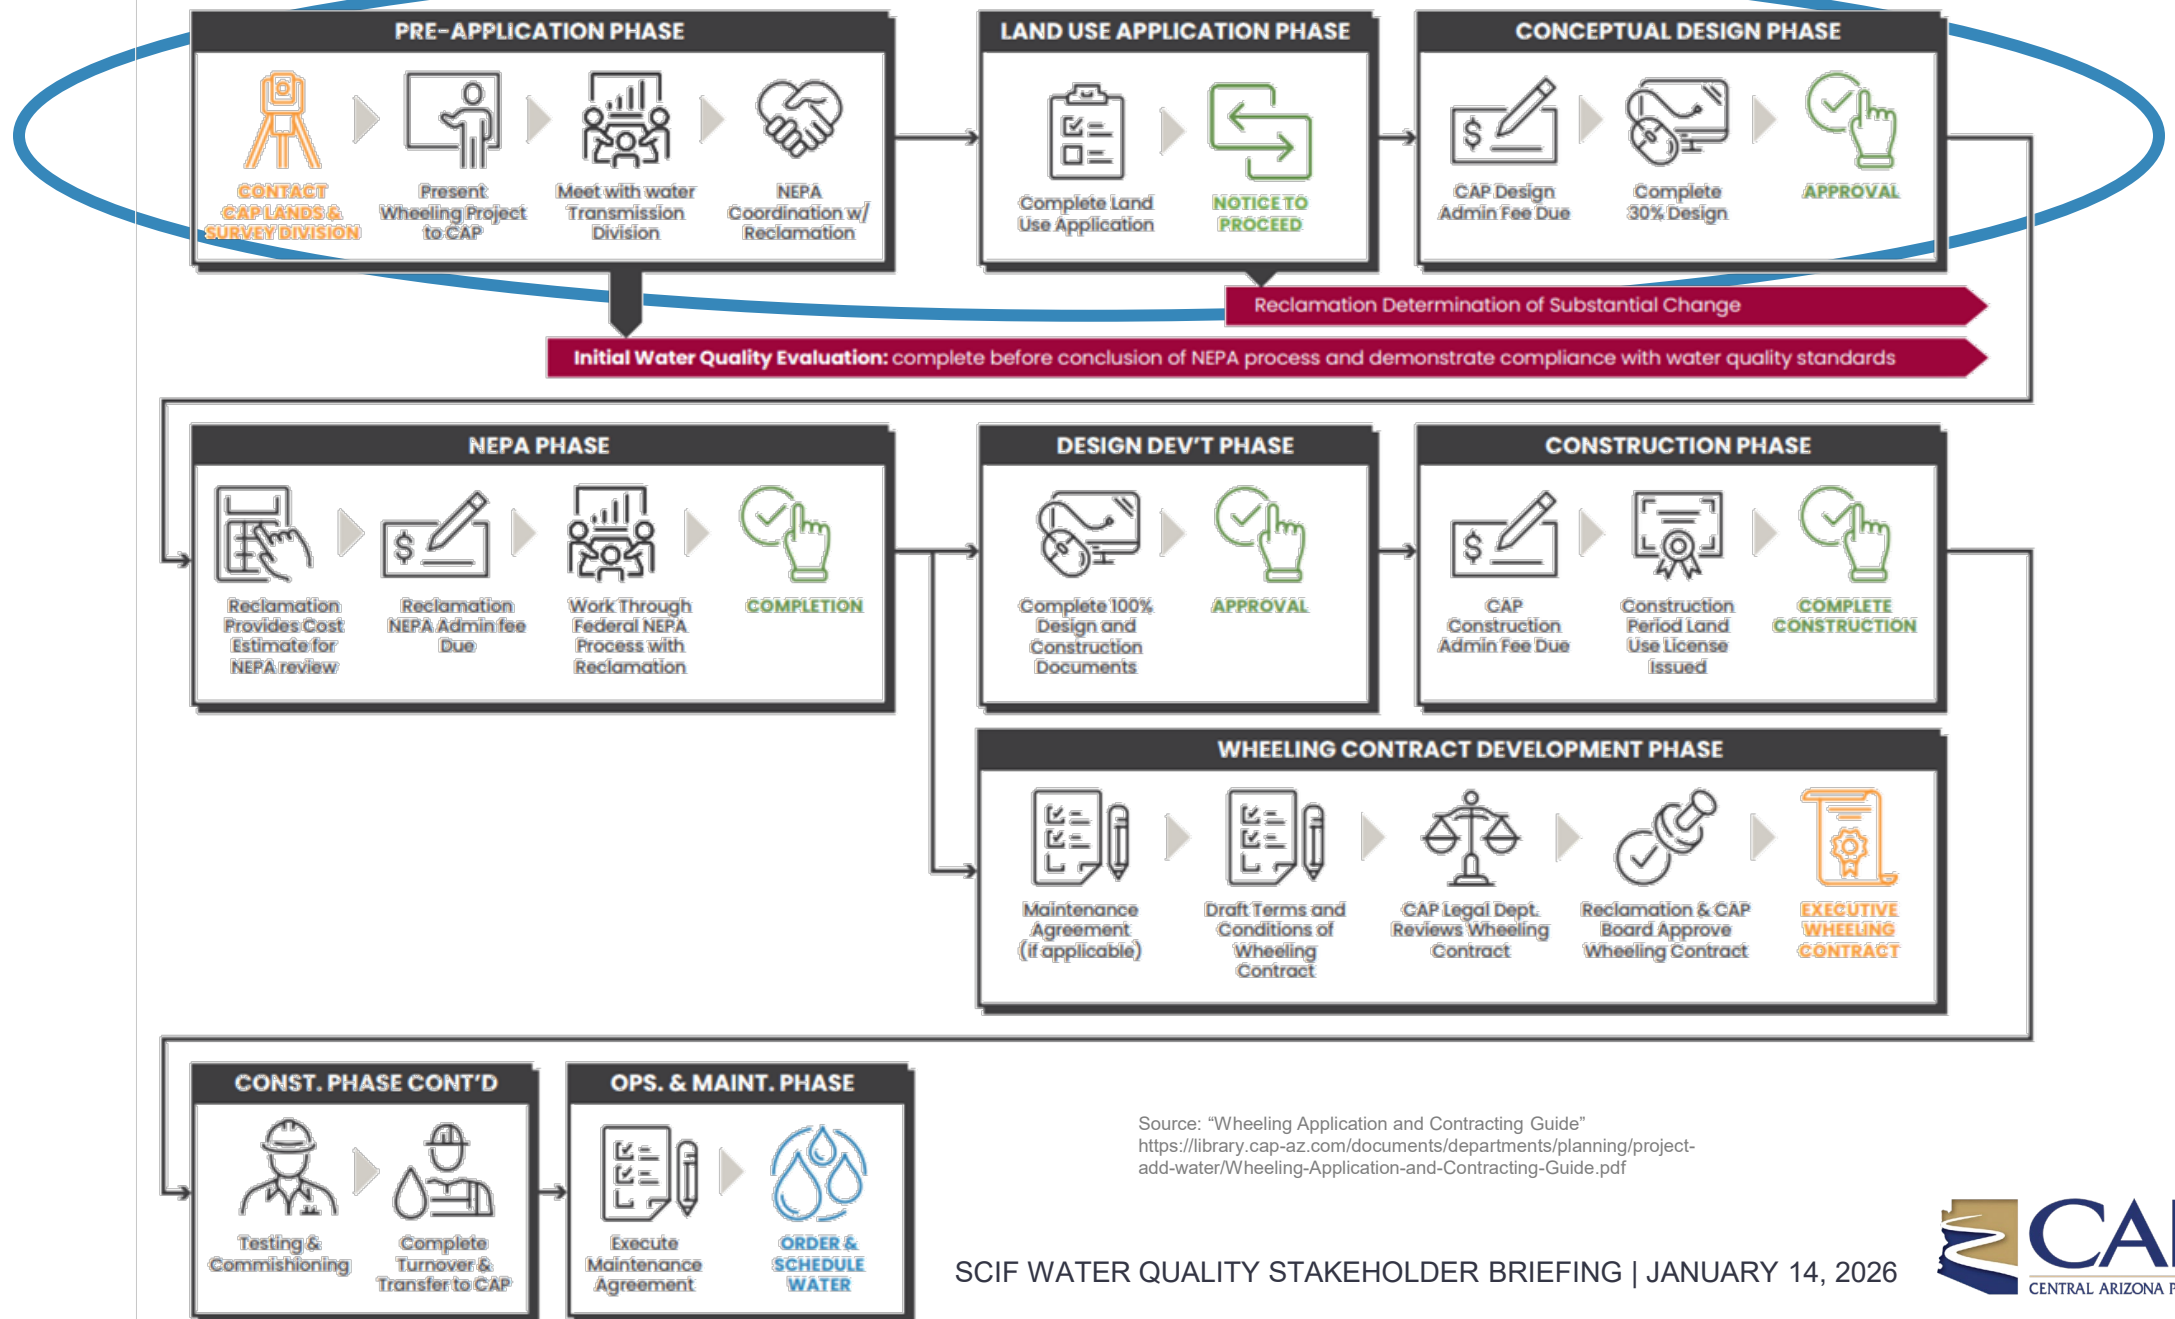 PRE-APPLICATION PHASE
CONTACT
CAP LANDS &
SURVEY DIVISION
Present
Wheeling Project
to CAP
Meet with water
Transmission
Division
NEPA
Coordination w/
Reclamation
LAND USE APPLICATION PHASE
Complete Land
Use Application
NOTICE TO
PROCEED
CONCEPTUAL DESIGN PHASE
$
CAP Design
Admin Fee Due
Complete
30% Design
APPROVAL
Reclamation Determination of Substantial Change
Initial Water Quality Evaluation: complete before conclusion of NEPA process and demonstrate compliance with water quality standards
NEPA PHASE
Reclamation
Provides Cost
Estimate for
NEPA review
$
Reclamation
NEPA Admin fee
Due
Work Through
Federal NEPA
Process with
Reclamation
COMPLETION
DESIGN DEV'T PHASE
Complete 100%
Design and
Construction
Documents
APPROVAL
CONSTRUCTION PHASE
$
CAP
Construction
Admin Fee Due
Construction
Period Land
Use License
Issued
COMPLETE
CONSTRUCTION
WHEELING CONTRACT DEVELOPMENT PHASE
Maintenance
Agreement
(if applicable)
Draft Terms and
Conditions of
Wheeling
Contract
CAP Legal Dept.
Reviews Wheeling
Contract
Reclamation & CAP
Board Approve
Wheeling Contract
EXECUTIVE
WHEELING
CONTRACT
CONST. PHASE CONT'D
Testing &
Commishioning
Complete
Turnover &
Transfer to CAP
OPS. & MAINT. PHASE
Execute
Maintenance
Agreement
ORDER &
SCHEDULE
WATER
Source: “Wheeling Application and Contracting Guide”
https://library.cap-az.com/documents/departments/planning/project-
add-water/Wheeling-Application-and-Contracting-Guide.pdf
SCIF WATER QUALITY STAKEHOLDER BRIEFING | JANUARY 14, 2026
CA
CENTRAL ARIZONA